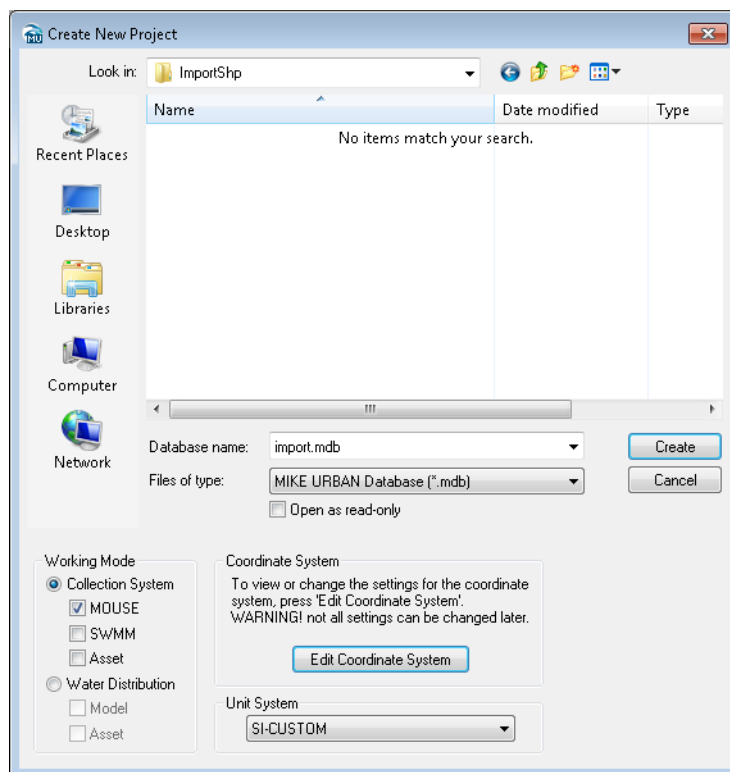 MU Create New Project
Look in: ImportShp
Name Date modified Type
No items match your search.
Recent Places
Desktop
Libraries
Computer
Network
Database name: import.mdb Create
Files of type: MIKE URBAN Database (*.mdb) Cancel
Open as read-only
Working Mode
Collection System
MOUSE
SWMM
Asset
Water Distribution
Model
Asset
Coordinate System
To view or change the settings for the coordinate
system, press 'Edit Coordinate System'.
WARNING! not all settings can be changed later.
Edit Coordinate System
Unit System
SI-CUSTOM